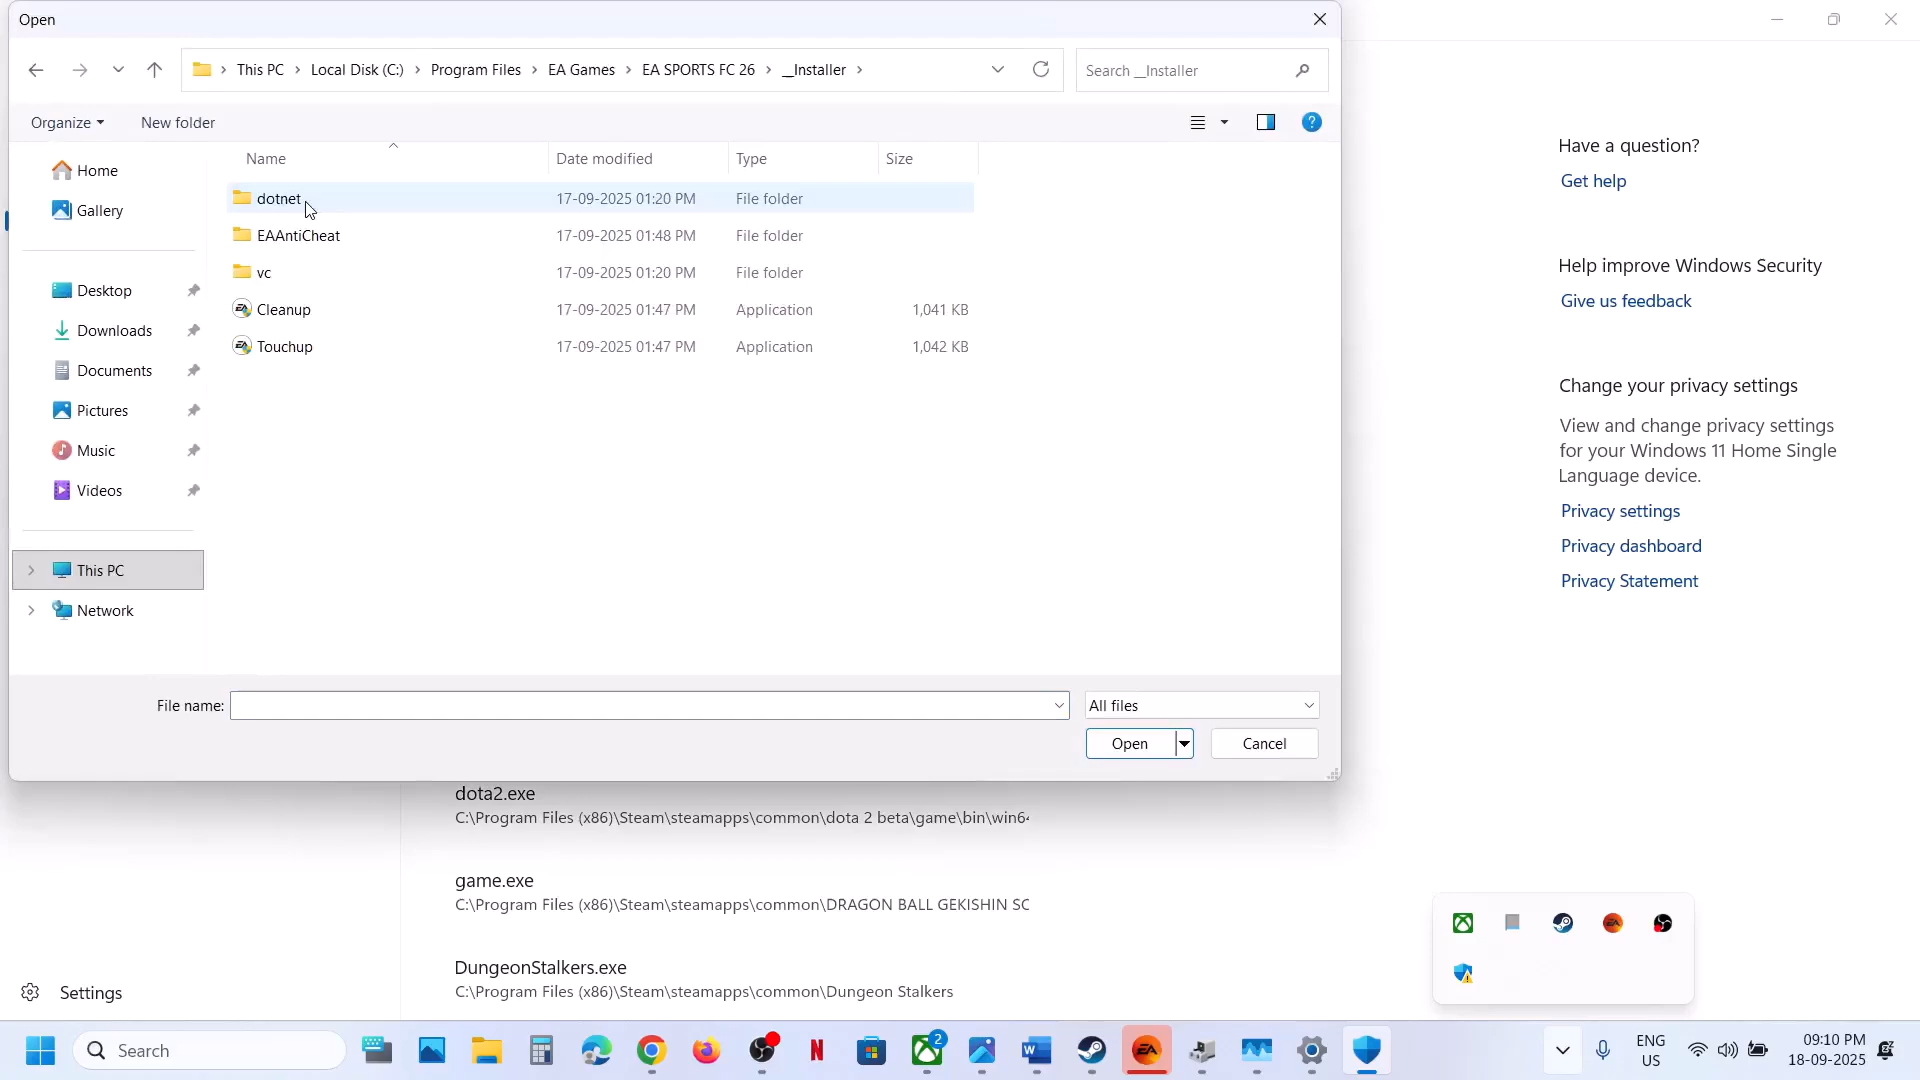 Open
This PC > Local Disk (C:) > Program Files > EA Games > EA SPORTS FC 26 > __Installer >
Search __Installer
Organize
New folder
Name Date modified Type Size
dotnet 17-09-2025 01:20 PM File folder
EAAntiCheat 17-09-2025 01:48 PM File folder
vc 17-09-2025 01:20 PM File folder
Cleanup 17-09-2025 01:47 PM Application 1,041 KB
Touchup 17-09-2025 01:47 PM Application 1,042 KB
Home
Gallery
Desktop
Downloads
Documents
Pictures
Music
Videos
This PC
Network
File name:
All files
Open
Cancel
Have a question?
Get help
Help improve Windows Security
Give us feedback
Change your privacy settings
View and change privacy settings
for your Windows 11 Home Single
Language device.
Privacy settings
Privacy dashboard
Privacy Statement
dota2.exe
C:\Program Files (x86)\Steam\steamapps\common\dota 2 beta\game\bin\win64
game.exe
C:\Program Files (x86)\Steam\steamapps\common\DRAGON BALL GEKISHIN SC
DungeonStalkers.exe
C:\Program Files (x86)\Steam\steamapps\common\Dungeon Stalkers
Settings
Search
2
ENG
US
09:10 PM
18-09-2025